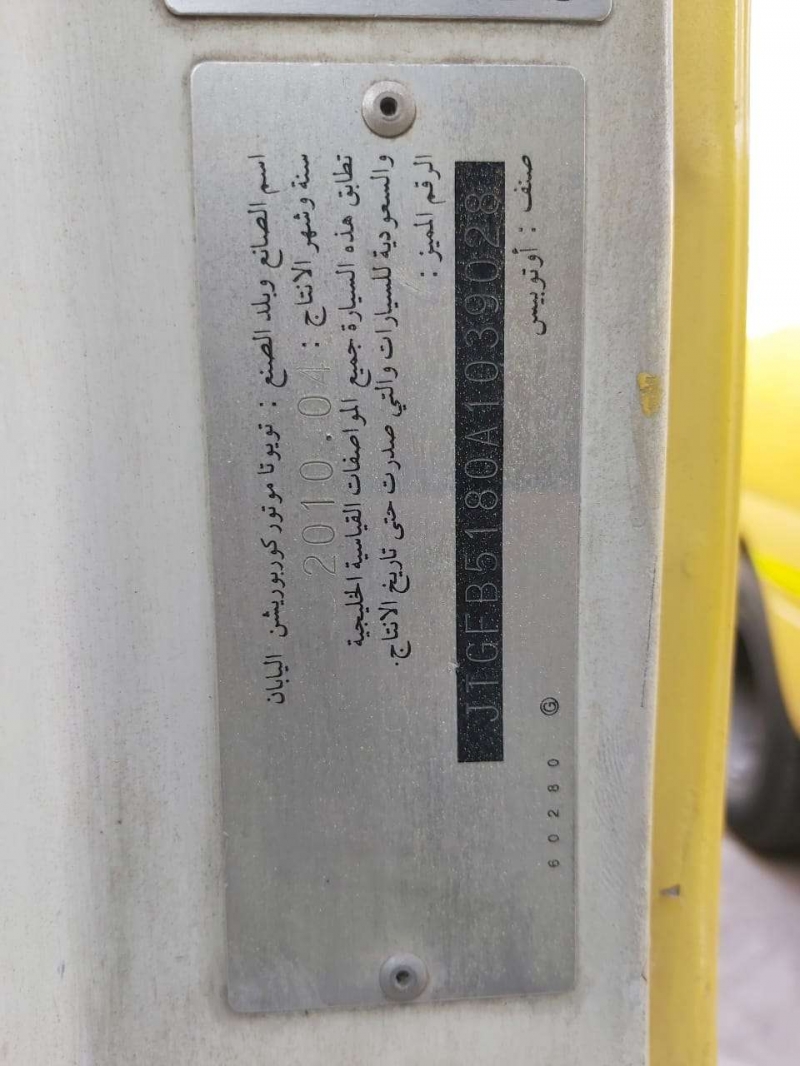 اسم الصانع وبلد الصنع : تويوتا موتور كوربوريشن اليابان
سنة وشهر الانتاج : 2010.04
تطابق هذه السيارة جميع المواصفات القياسية الخليجية
والسعودية للسيارات والتي صدرت حتى تاريخ الانتاج.
الرقم المميز :
JTGFB5180A1039028
صنف : أوتوبيس
60280 G